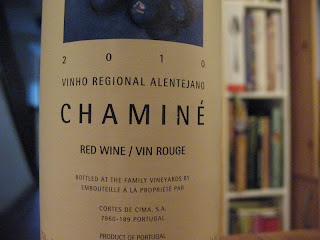 2010
VINHO REGIONAL ALENTEJANO
CHAMINÉ
RED WINE / VIN ROUGE
BOTTLED AT THE FAMILY VINEYARDS BY
EMBOUTEILLÉ À LA PROPRIÉTÉ PAR
CORTES DE CIMA, S.A.
7960-189 PORTUGAL
PRODUCT OF PORTUGAL